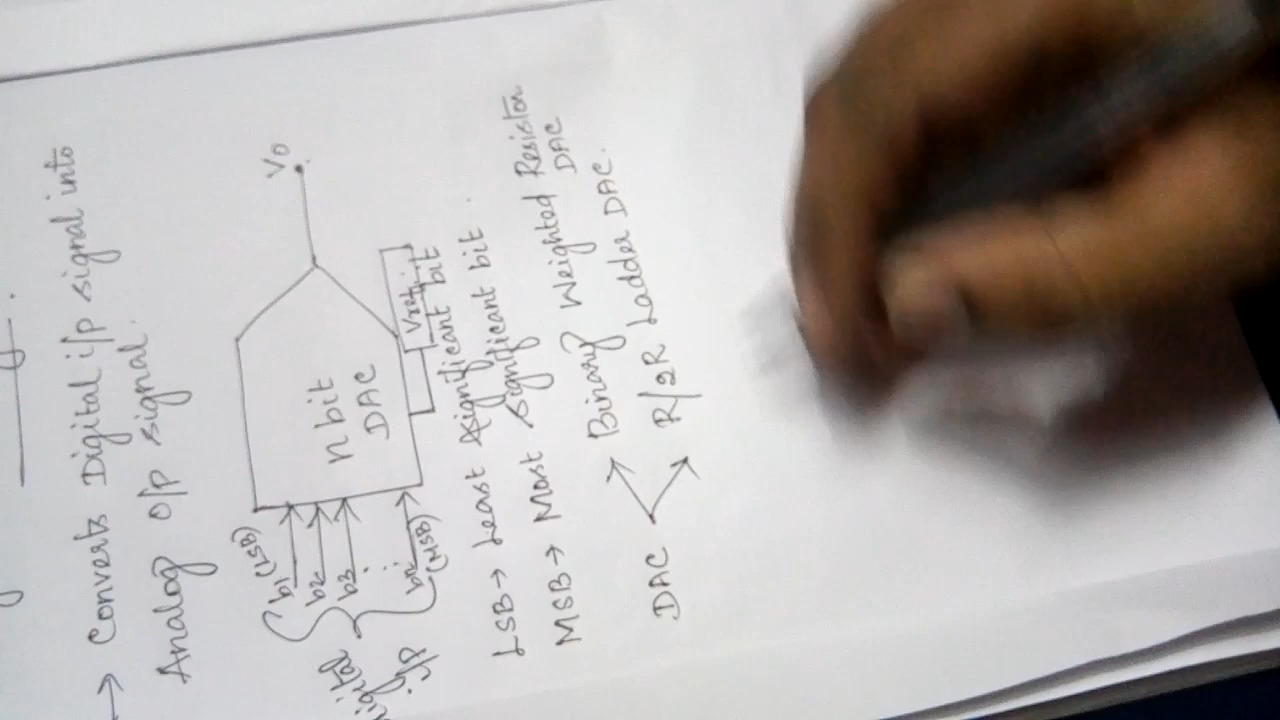 → Converts Digital i/p signal into
Analog o/p signal.
b1 (LSB)
b2
b3
⋮
bn (MSB)
Digital
i/p
n bit
DAC
Vo
Vref
LSB → Least significant bit
MSB → Most significant bit.
DAC
Binary Weighted Resistor
DAC
R/2R Ladder DAC.